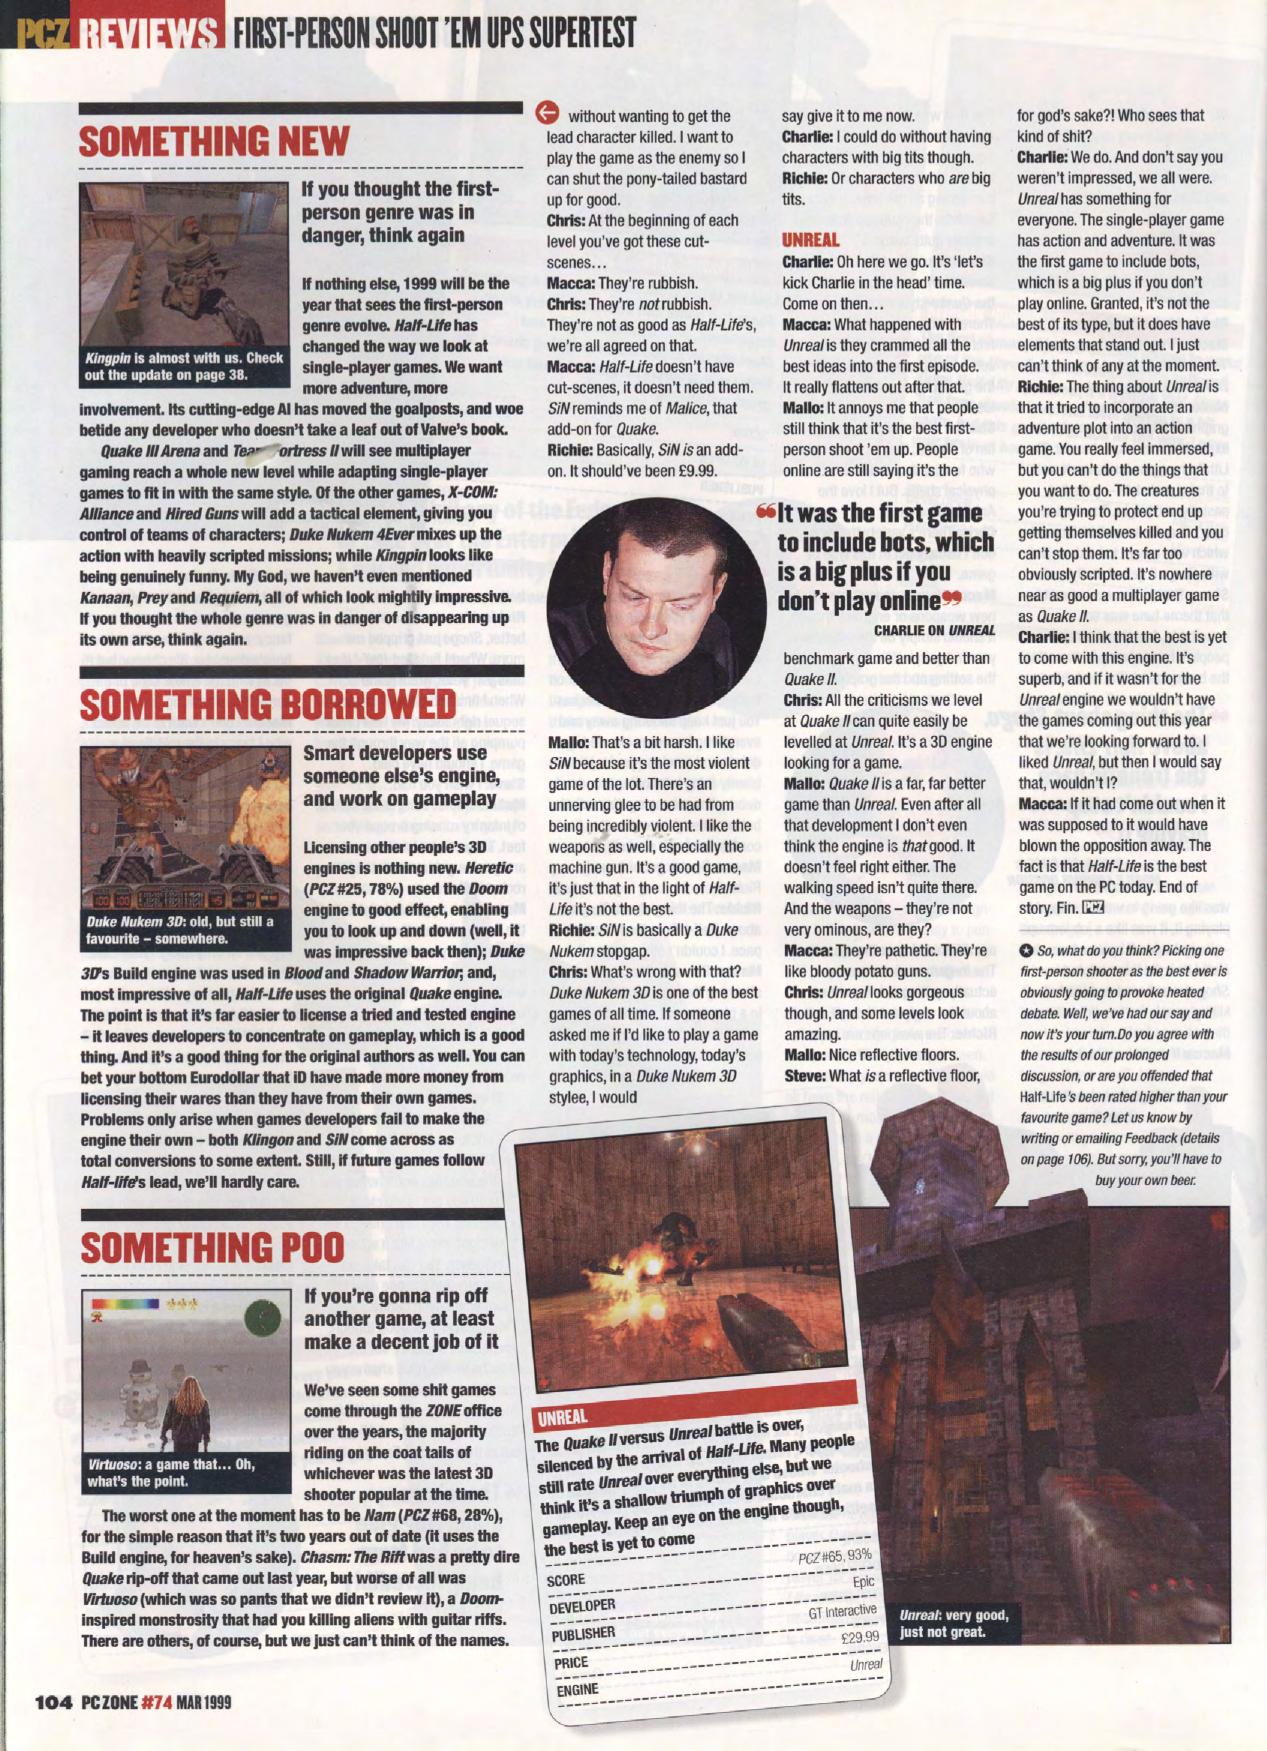 PCZ REVIEWS FIRST-PERSON SHOOT 'EM UPS SUPERTEST
SOMETHING NEW
Kingpin is almost with us. Check
out the update on page 38.
If you thought the first-
person genre was in
danger, think again
If nothing else, 1999 will be the
year that sees the first-person
genre evolve. Half-Life has
changed the way we look at
single-player games. We want
more adventure, more
involvement. Its cutting-edge AI has moved the goalposts, and woe
betide any developer who doesn't take a leaf out of Valve's book.
Quake III Arena and Team Fortress II will see multiplayer
gaming reach a whole new level while adapting single-player
games to fit in with the same style. Of the other games, X-COM:
Alliance and Hired Guns will add a tactical element, giving you
control of teams of characters; Duke Nukem 4Ever mixes up the
action with heavily scripted missions; while Kingpin looks like
being genuinely funny. My God, we haven't even mentioned
Kanaan, Prey and Requiem, all of which look mightily impressive.
If you thought the whole genre was in danger of disappearing up
its own arse, think again.
SOMETHING BORROWED
Duke Nukem 3D: old, but still a
favourite – somewhere.
Smart developers use
someone else's engine,
and work on gameplay
Licensing other people's 3D
engines is nothing new. Heretic
(PCZ #25, 78%) used the Doom
engine to good effect, enabling
you to look up and down (well, it
was impressive back then); Duke
3D's Build engine was used in Blood and Shadow Warrior; and,
most impressive of all, Half-Life uses the original Quake engine.
The point is that it's far easier to license a tried and tested engine
– it leaves developers to concentrate on gameplay, which is a good
thing. And it's a good thing for the original authors as well. You can
bet your bottom Eurodollar that iD have made more money from
licensing their wares than they have from their own games.
Problems only arise when games developers fail to make the
engine their own – both Klingon and SiN come across as
total conversions to some extent. Still, if future games follow
Half-life's lead, we'll hardly care.
SOMETHING POO
Virtuoso: a game that... Oh,
what's the point.
If you're gonna rip off
another game, at least
make a decent job of it
We've seen some shit games
come through the ZONE office
over the years, the majority
riding on the coat tails of
whichever was the latest 3D
shooter popular at the time.
The worst one at the moment has to be Nam (PCZ #68, 28%),
for the simple reason that it's two years out of date (it uses the
Build engine, for heaven's sake). Chasm: The Rift was a pretty dire
Quake rip-off that came out last year, but worse of all was
Virtuoso (which was so pants that we didn't review it), a Doom-
inspired monstrosity that had you killing aliens with guitar riffs.
There are others, of course, but we just can't think of the names.
without wanting to get the
lead character killed. I want to
play the game as the enemy so I
can shut the pony-tailed bastard
up for good.
Chris: At the beginning of each
level you've got these cut-
scenes...
Macca: They're rubbish.
Chris: They're not rubbish.
They're not as good as Half-Life's,
we're all agreed on that.
Macca: Half-Life doesn't have
cut-scenes, it doesn't need them.
SiN reminds me of Malice, that
add-on for Quake.
Richie: Basically, SiN is an add-
on. It should've been £9.99.
Mallo: That's a bit harsh. I like
SiN because it's the most violent
game of the lot. There's an
unnerving glee to be had from
being incredibly violent. I like the
weapons as well, especially the
machine gun. It's a good game,
it's just that in the light of Half-
Life it's not the best.
Richie: SiN is basically a Duke
Nukem stopgap.
Chris: What's wrong with that?
Duke Nukem 3D is one of the best
games of all time. If someone
asked me if I'd like to play a game
with today's technology, today's
graphics, in a Duke Nukem 3D
stylee, I would
say give it to me now.
Charlie: I could do without having
characters with big tits though.
Richie: Or characters who are big
tits.
UNREAL
Charlie: Oh here we go. It's 'let's
kick Charlie in the head' time.
Come on then...
Macca: What happened with
Unreal is they crammed all the
best ideas into the first episode.
It really flattens out after that.
Mallo: It annoys me that people
still think that it's the best first-
person shoot 'em up. People
online are still saying it's the
“It was the first game
to include bots, which
is a big plus if you
don't play online”
CHARLIE ON UNREAL
benchmark game and better than
Quake II.
Chris: All the criticisms we level
at Quake II can quite easily be
levelled at Unreal. It's a 3D engine
looking for a game.
Mallo: Quake II is a far, far better
game than Unreal. Even after all
that development I don't even
think the engine is that good. It
doesn't feel right either. The
walking speed isn't quite there.
And the weapons – they're not
very ominous, are they?
Macca: They're pathetic. They're
like bloody potato guns.
Chris: Unreal looks gorgeous
though, and some levels look
amazing.
Mallo: Nice reflective floors.
Steve: What is a reflective floor,
for god's sake?! Who sees that
kind of shit?
Charlie: We do. And don't say you
weren't impressed, we all were.
Unreal has something for
everyone. The single-player game
has action and adventure. It was
the first game to include bots,
which is a big plus if you don't
play online. Granted, it's not the
best of its type, but it does have
elements that stand out. I just
can't think of any at the moment.
Richie: The thing about Unreal is
that it tried to incorporate an
adventure plot into an action
game. You really feel immersed,
but you can't do the things that
you want to do. The creatures
you're trying to protect end up
getting themselves killed and you
can't stop them. It's far too
obviously scripted. It's nowhere
near as good a multiplayer game
as Quake II.
Charlie: I think that the best is yet
to come with this engine. It's
superb, and if it wasn't for the
Unreal engine we wouldn't have
the games coming out this year
that we're looking forward to. I
liked Unreal, but then I would say
that, wouldn't I?
Macca: If it had come out when it
was supposed to it would have
blown the opposition away. The
fact is that Half-Life is the best
game on the PC today. End of
story. Fin. PCZ
So, what do you think? Picking one
first-person shooter as the best ever is
obviously going to provoke heated
debate. Well, we've had our say and
now it's your turn.Do you agree with
the results of our prolonged
discussion, or are you offended that
Half-Life's been rated higher than your
favourite game? Let us know by
writing or emailing Feedback (details
on page 106). But sorry, you'll have to
buy your own beer.
UNREAL
The Quake II versus Unreal battle is over,
silenced by the arrival of Half-Life. Many people
still rate Unreal over everything else, but we
think it's a shallow triumph of graphics over
gameplay. Keep an eye on the engine though,
the best is yet to come
SCORE PCZ #65, 93%
DEVELOPER Epic
PUBLISHER GT Interactive
PRICE £29.99
ENGINE Unreal
Unreal: very good,
just not great.
104 PC ZONE #74 MAR 1999